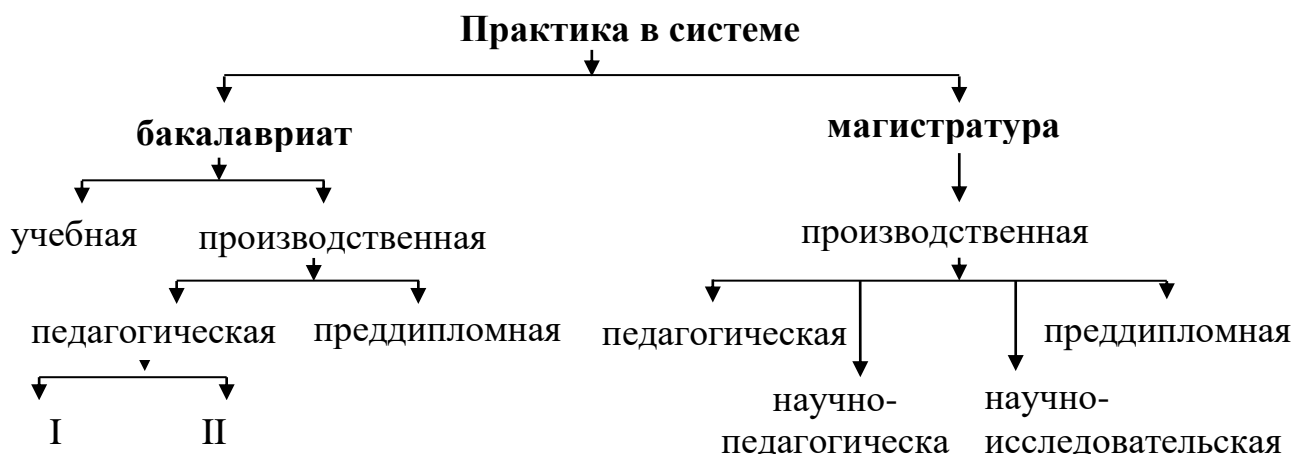 Практика в системе
бакалавриат
магистратура
учебная
производственная
производственная
педагогическая
преддипломная
педагогическая
преддипломная
I
II
научно-
педагогическа
научно-
исследовательская